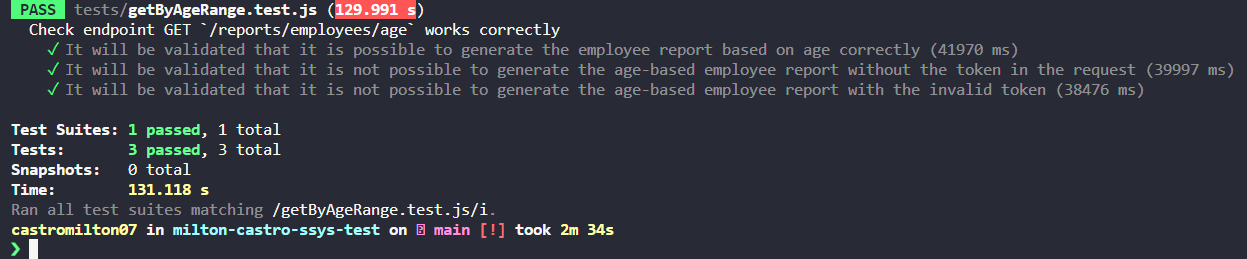 PASS tests/getByAgeRange.test.js (129.991 s)
Check endpoint GET `/reports/employees/age` works correctly
✓ It will be validated that it is possible to generate the employee report based on age correctly (41970 ms)
✓ It will be validated that it is not possible to generate the age-based employee report without the token in the request (39997 ms)
✓ It will be validated that it is not possible to generate the age-based employee report with the invalid token (38476 ms)
Test Suites: 1 passed, 1 total
Tests: 3 passed, 3 total
Snapshots: 0 total
Time: 131.118 s
Ran all test suites matching /getByAgeRange.test.js/i.
castromilton07 in milton-castro-ssys-test on main [!] took 2m 34s
❯